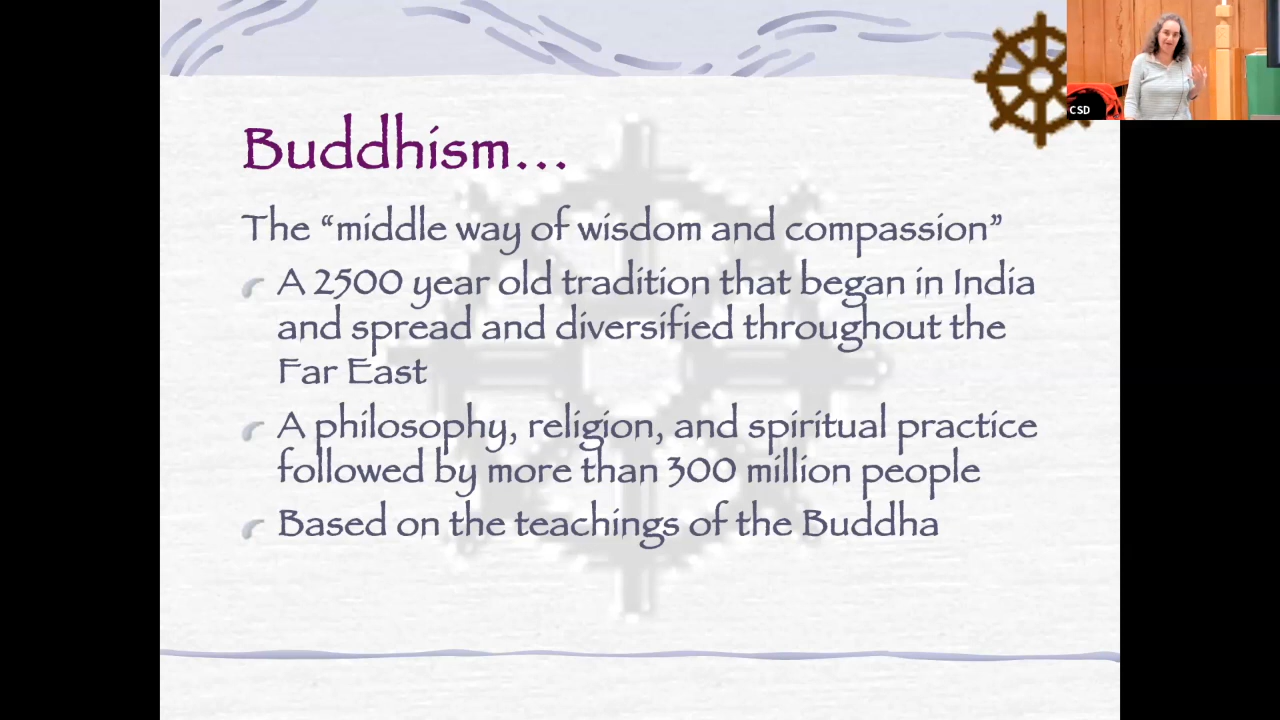 Buddhism...
The “middle way of wisdom and compassion”
A 2500 year old tradition that began in India
and spread and diversified throughout the
Far East
A philosophy, religion, and spiritual practice
followed by more than 300 million people
Based on the teachings of the Buddha
CSD